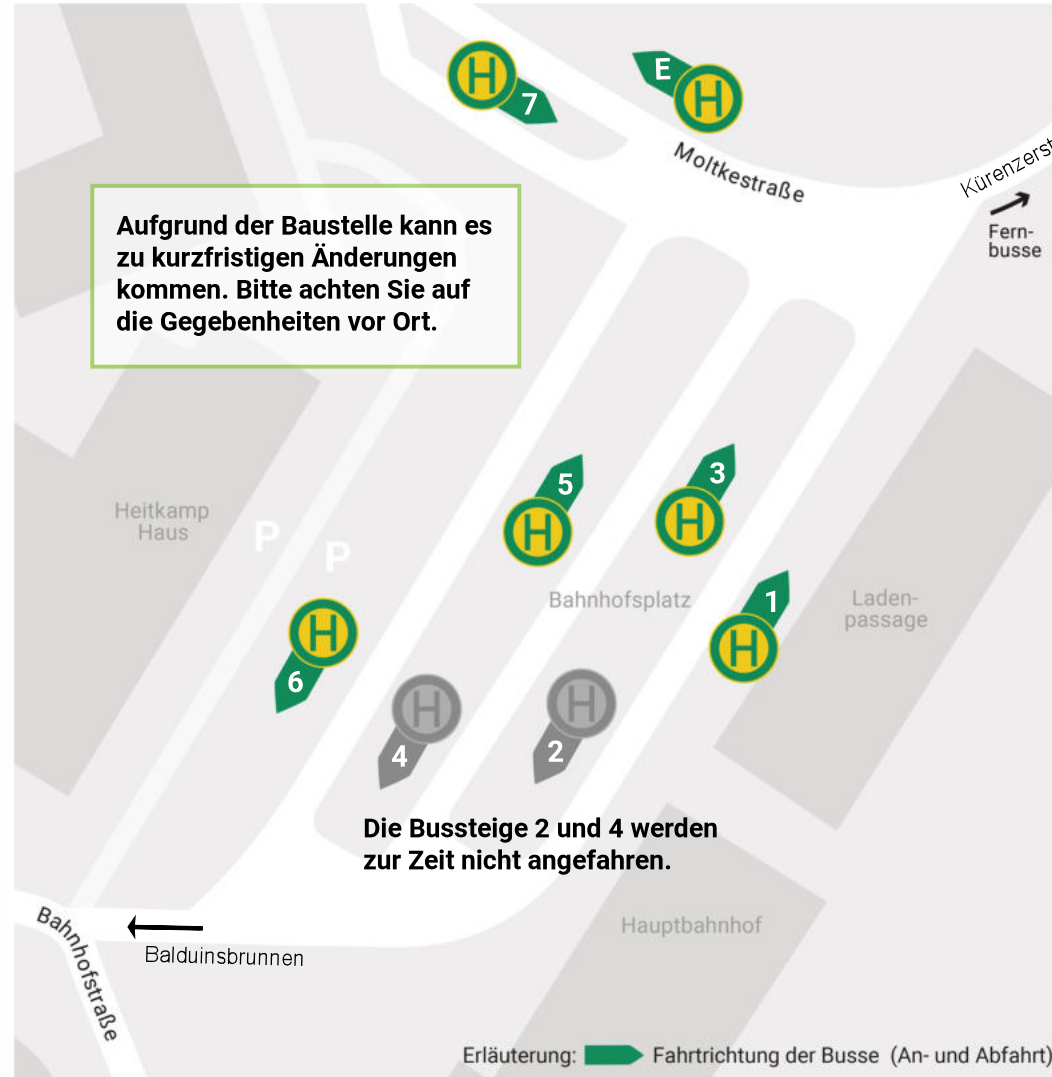 H
7
E
H
Moltkestraße
Fern-
busse
Aufgrund der Baustelle kann es
zu kurzfristigen Änderungen
kommen. Bitte achten Sie auf
die Gegebenheiten vor Ort.
5
H
3
H
Heitkamp
Haus
P
P
Bahnhofsplatz
1
H
Laden-
passage
H
6
H
4
H
2
Die Bussteige 2 und 4 werden
zur Zeit nicht angefahren.
Hauptbahnhof
Bahnhofstraße
Balduinsbrunnen
Erläuterung: Fahrtrichtung der Busse (An- und Abfahrt)